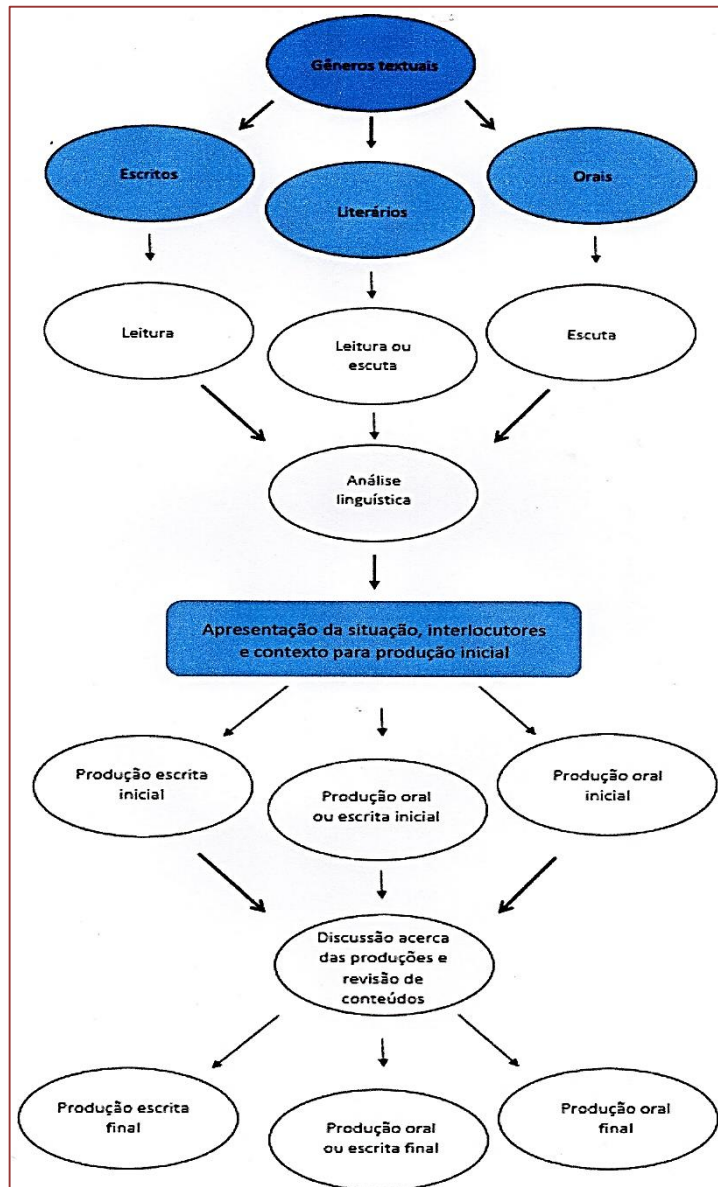 Gêneros textuais
Escritos
Literários
Orais
Leitura
Leitura ou
escuta
Escuta
Análise
linguística
Apresentação da situação, interlocutores
e contexto para produção inicial
Produção escrita
inicial
Produção oral
ou escrita inicial
Produção oral
inicial
Discussão acerca
das produções e
revisão de
conteúdos
Produção escrita
final
Produção oral
ou escrita final
Produção oral
final